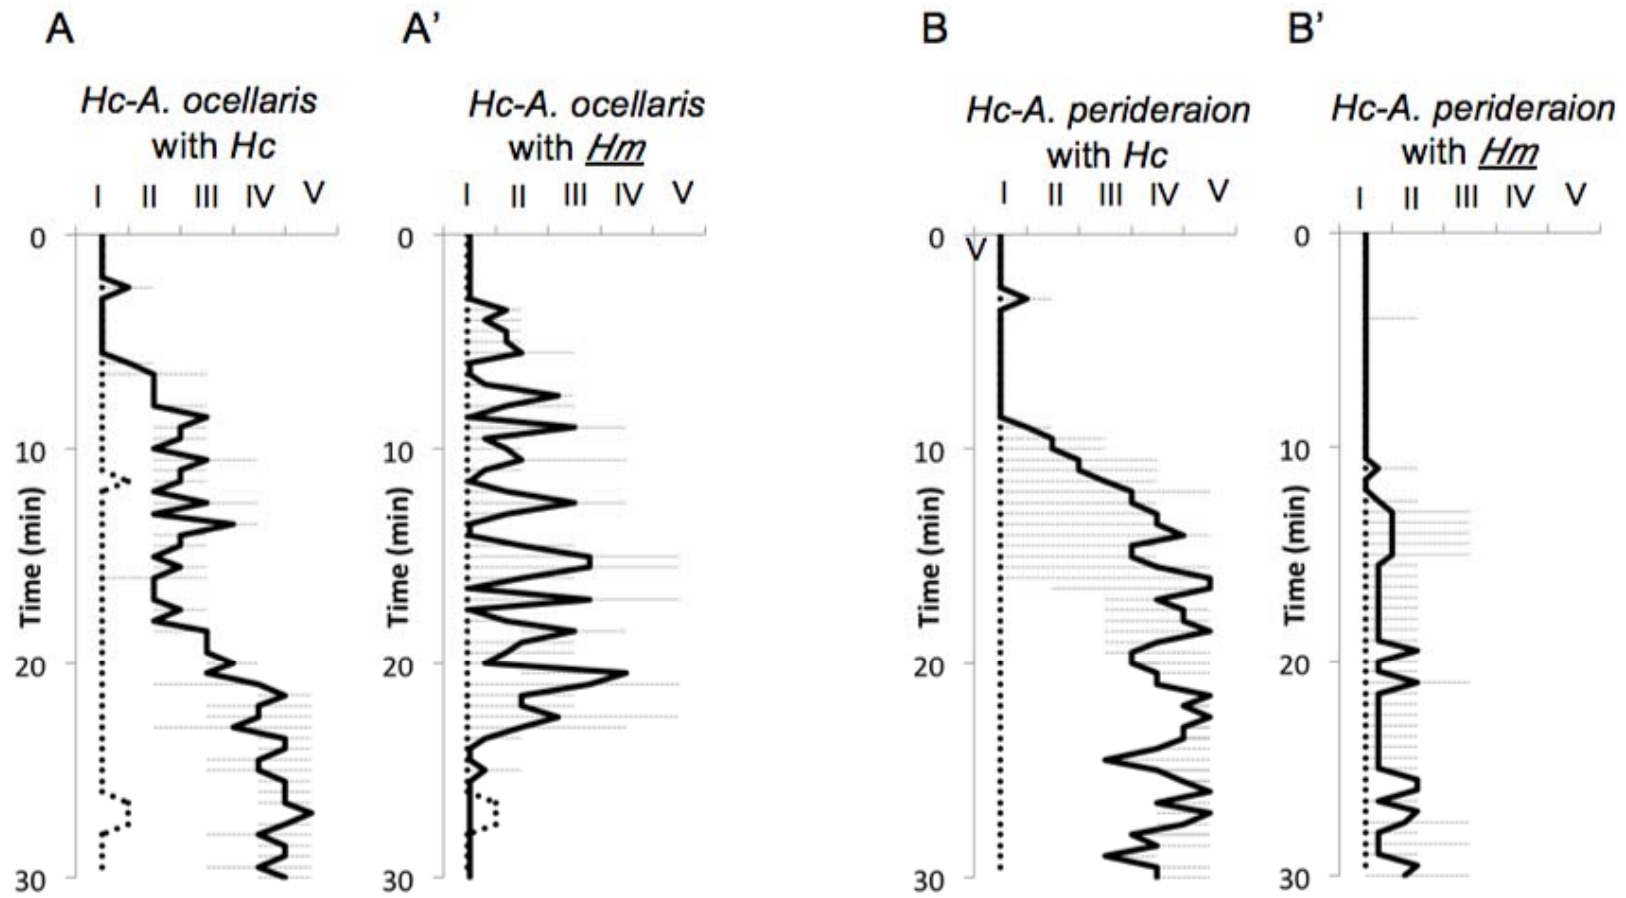 A
Hc-A. ocellaris
with Hc
I II III IV V
0
10
20
30
Time (min)
A’
Hc-A. ocellaris
with Hm
I II III IV V
0
10
20
30
Time (min)
B
Hc-A. perideraion
with Hc
I II III IV V
0
V
10
20
30
Time (min)
B’
Hc-A. perideraion
with Hm
I II III IV V
0
10
20
30
Time (min)